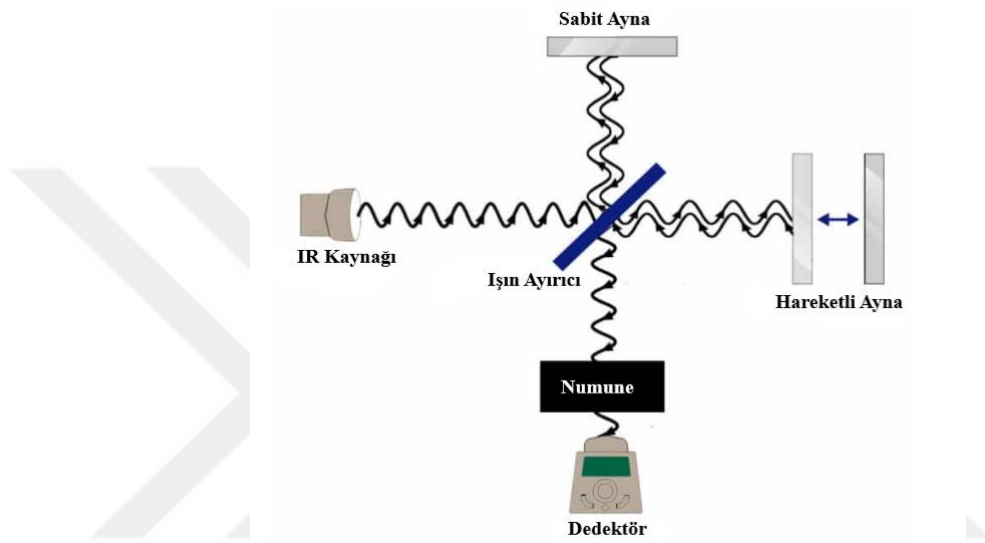 Sabit Ayna
IR Kaynağı
Işın Ayırıcı
Hareketli Ayna
Numune
Dedektör